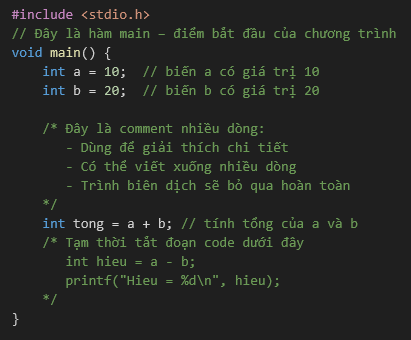 #include <stdio.h>
// Đây là hàm main – điểm bắt đầu của chương trình
void main() {
    int a = 10;  // biến a có giá trị 10
    int b = 20;  // biến b có giá trị 20

    /* Đây là comment nhiều dòng:
       - Dùng để giải thích chi tiết
       - Có thể viết xuống nhiều dòng
       - Trình biên dịch sẽ bỏ qua hoàn toàn
    */
    int tong = a + b; // tính tổng của a và b
    /* Tạm thời tắt đoạn code dưới đây
       int hieu = a - b;
       printf("Hieu = %d\n", hieu);
    */
}